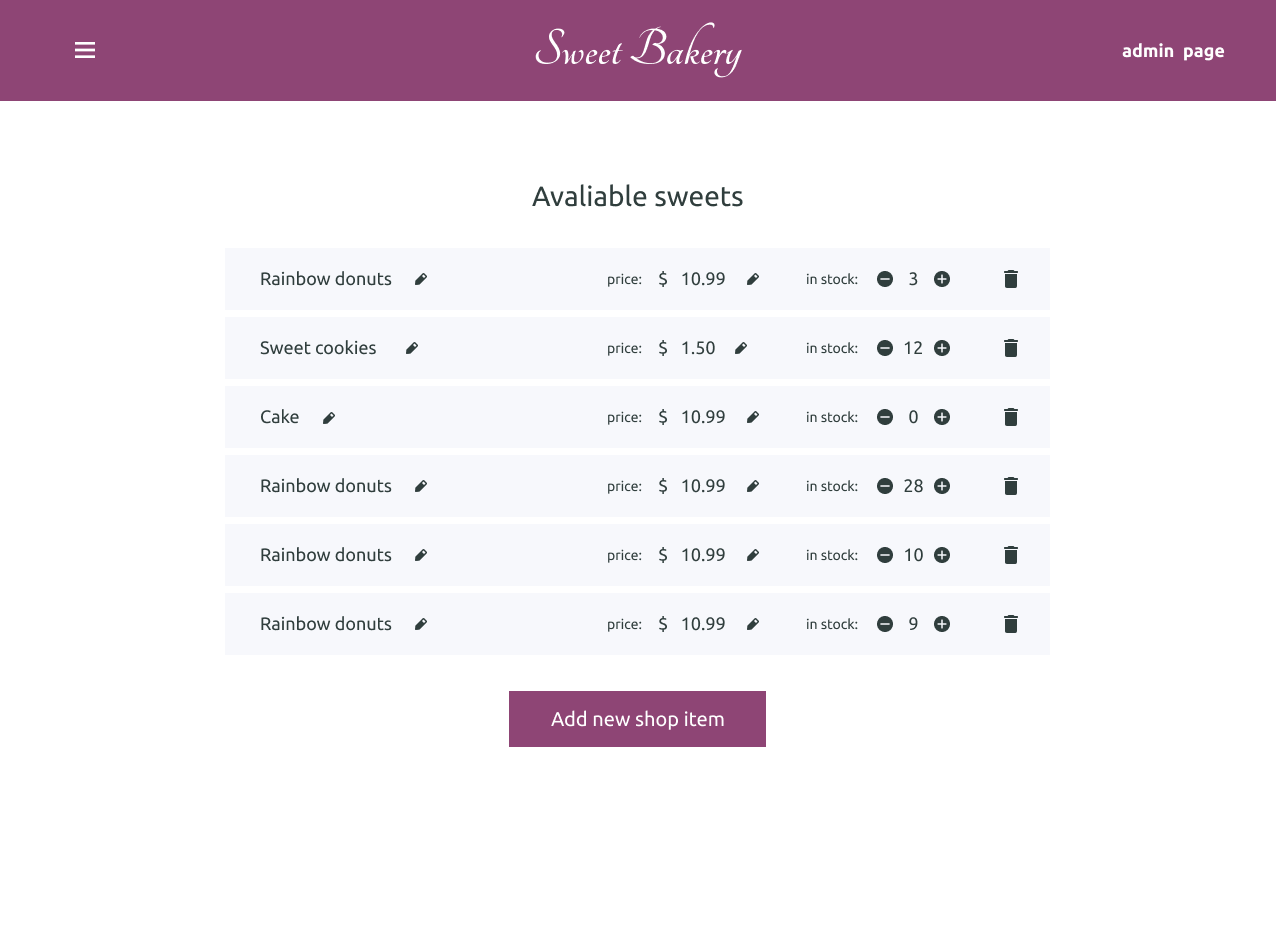 Sweet Bakery
admin page
Avaliable sweets
Rainbow donuts price: $ 10.99 in stock: 3
Sweet cookies price: $ 1.50 in stock: 12
Cake price: $ 10.99 in stock: 0
Rainbow donuts price: $ 10.99 in stock: 28
Rainbow donuts price: $ 10.99 in stock: 10
Rainbow donuts price: $ 10.99 in stock: 9
Add new shop item